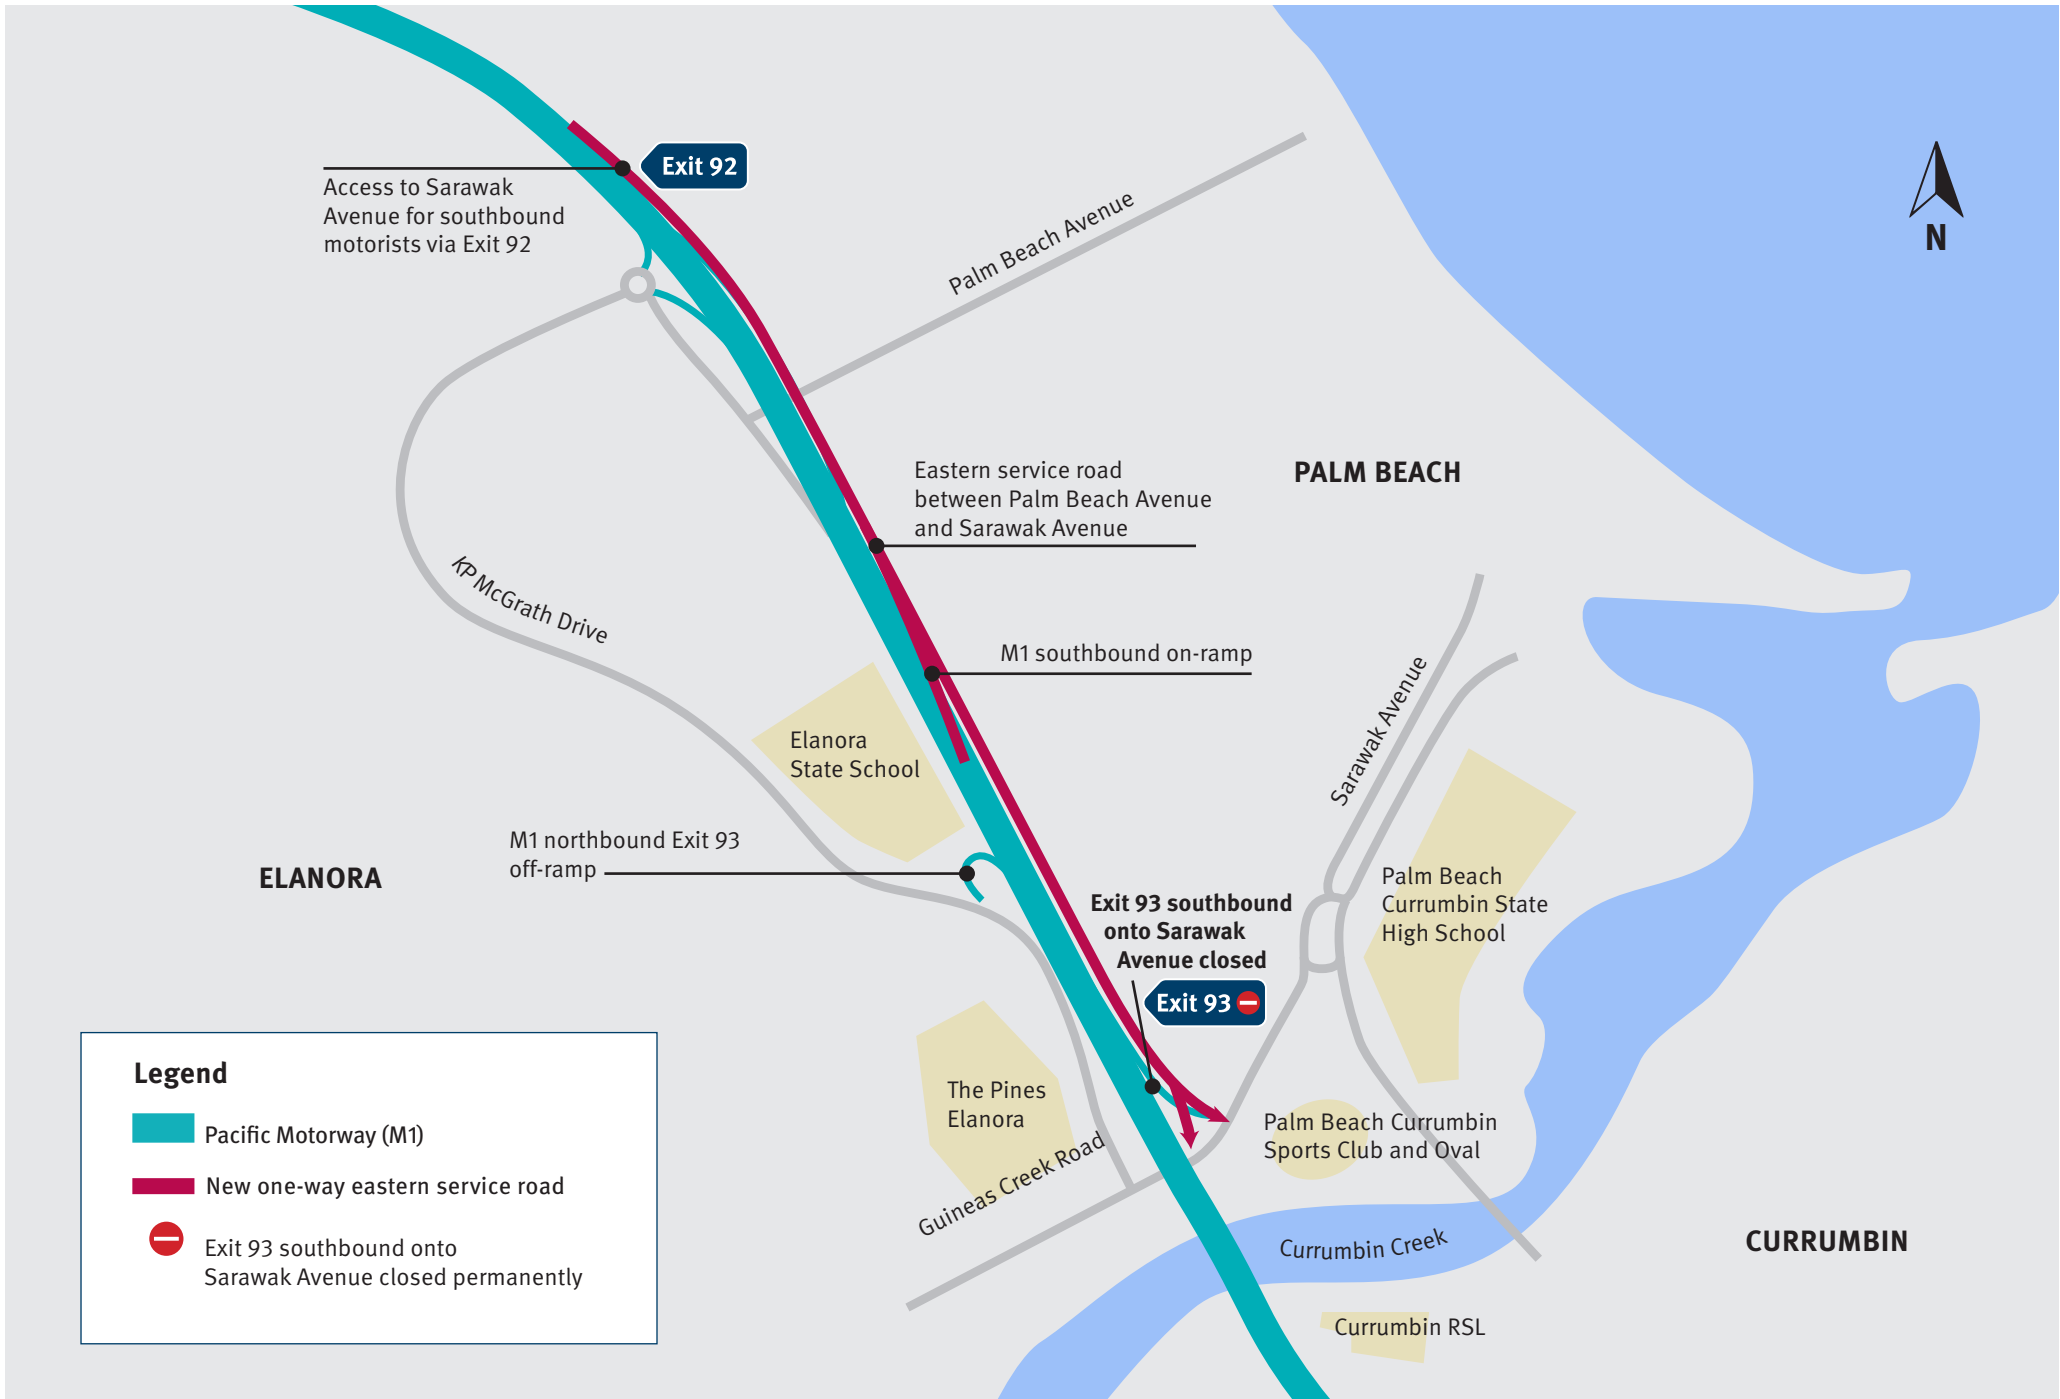 Exit 92
Access to Sarawak
Avenue for southbound
motorists via Exit 92
Palm Beach Avenue
N
Eastern service road
between Palm Beach Avenue
and Sarawak Avenue
PALM BEACH
KP McGrath Drive
M1 southbound on-ramp
Sarawak Avenue
Elanora
State School
M1 northbound Exit 93
off-ramp
ELANORA
Exit 93 southbound
onto Sarawak
Avenue closed
Exit 93
Palm Beach
Currumbin State
High School
The Pines
Elanora
Guineas Creek Road
Palm Beach Currumbin
Sports Club and Oval
Currumbin Creek
CURRUMBIN
Currumbin RSL
Legend
Pacific Motorway (M1)
New one-way eastern service road
Exit 93 southbound onto
Sarawak Avenue closed permanently